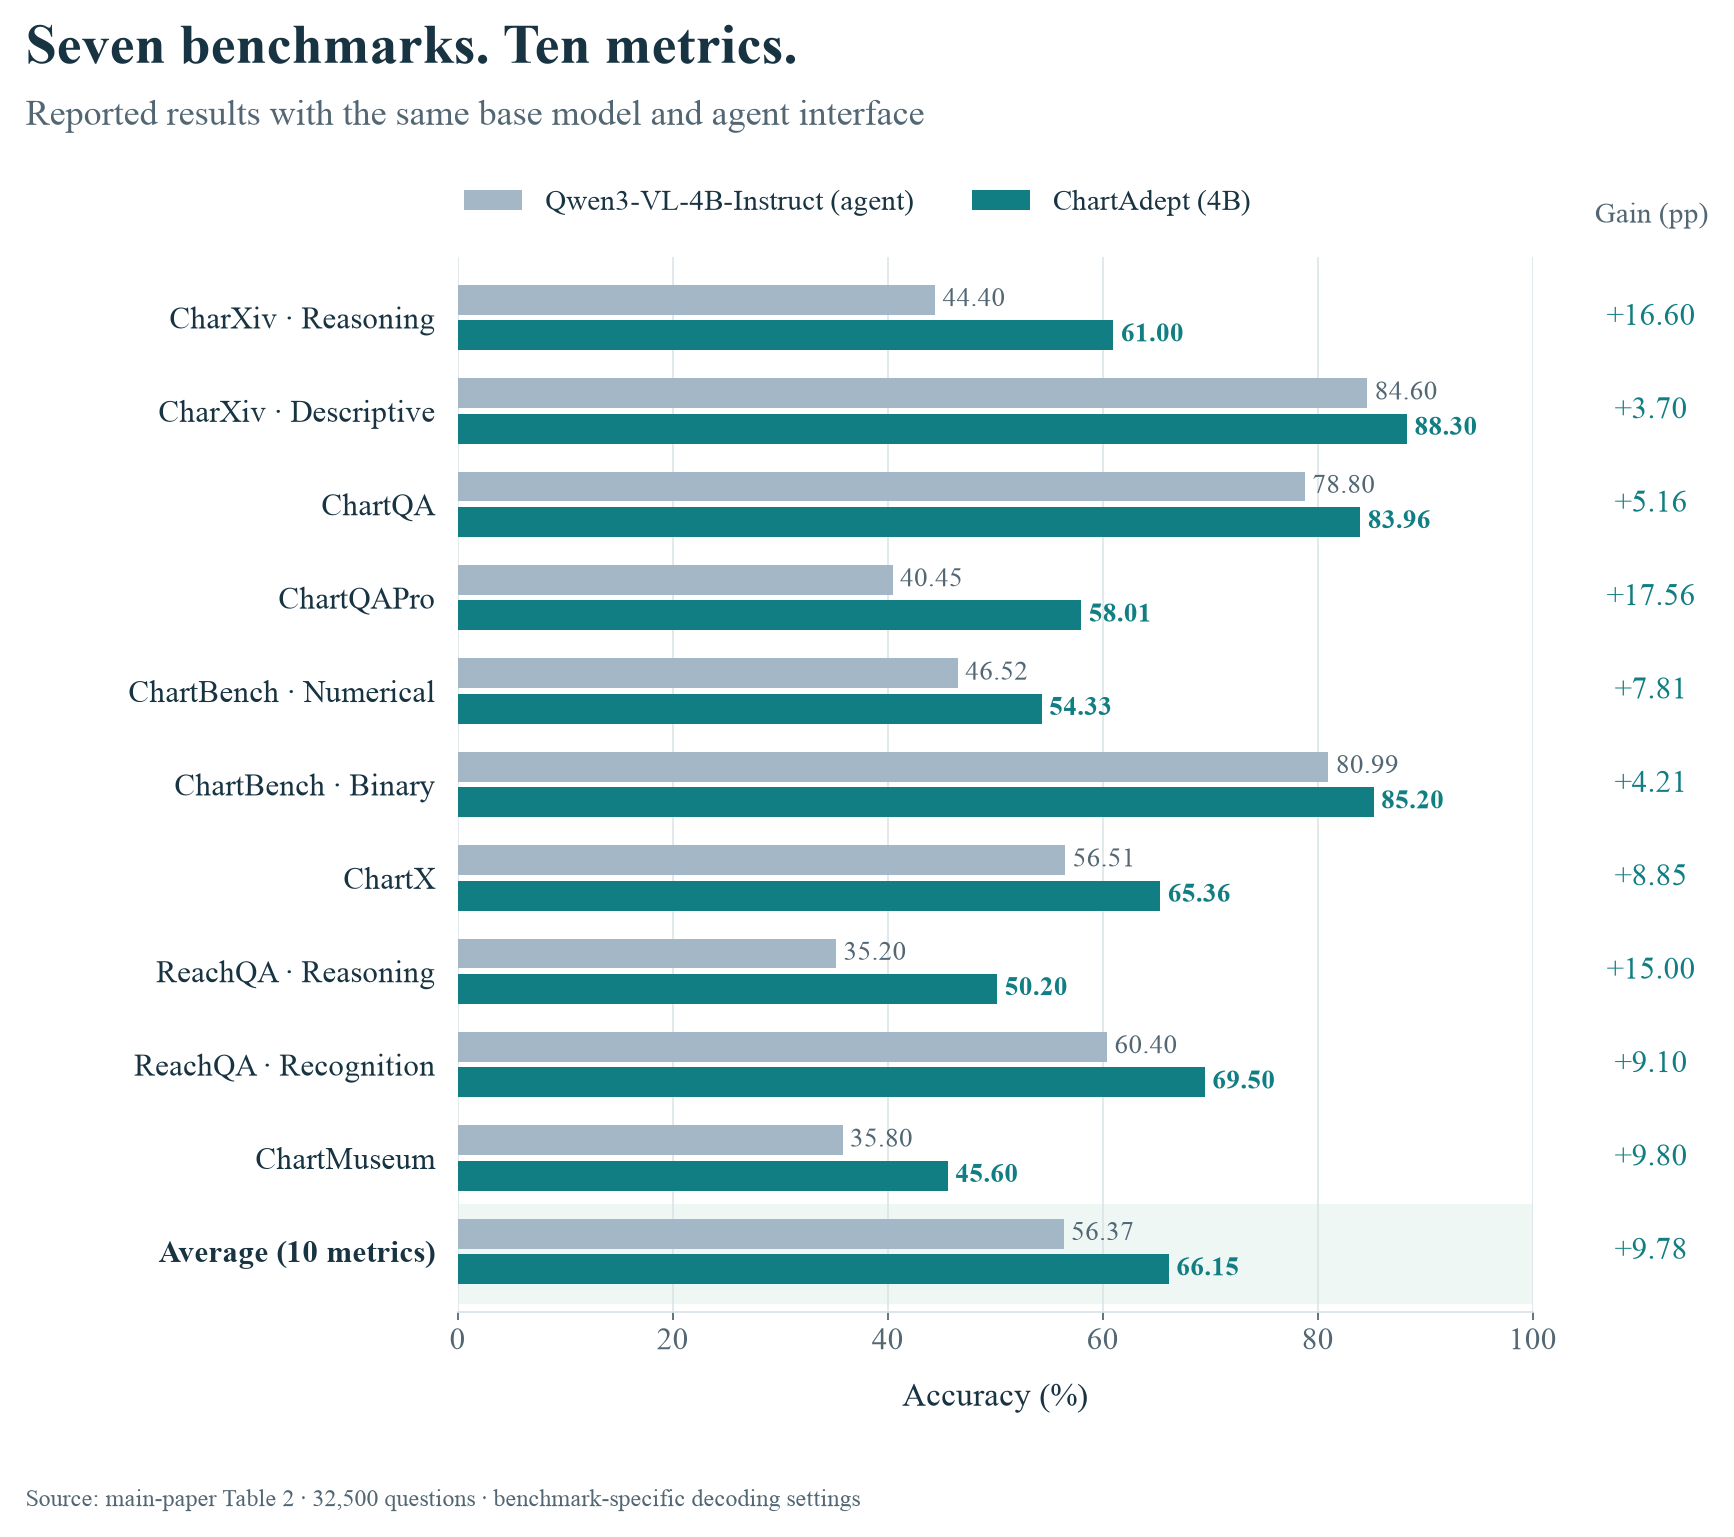 Seven benchmarks. Ten metrics.
Reported results with the same base model and agent interface
Qwen3-VL-4B-Instruct (agent)
ChartAdept (4B)
Gain (pp)
CharXiv · Reasoning
44.40
61.00
+16.60
CharXiv · Descriptive
84.60
88.30
+3.70
ChartQA
78.80
83.96
+5.16
ChartQAPro
40.45
58.01
+17.56
ChartBench · Numerical
46.52
54.33
+7.81
ChartBench · Binary
80.99
85.20
+4.21
ChartX
56.51
65.36
+8.85
ReachQA · Reasoning
35.20
50.20
+15.00
ReachQA · Recognition
60.40
69.50
+9.10
ChartMuseum
35.80
45.60
+9.80
Average (10 metrics)
56.37
66.15
+9.78
0 20 40 60 80 100
Accuracy (%)
Source: main-paper Table 2 · 32,500 questions · benchmark-specific decoding settings